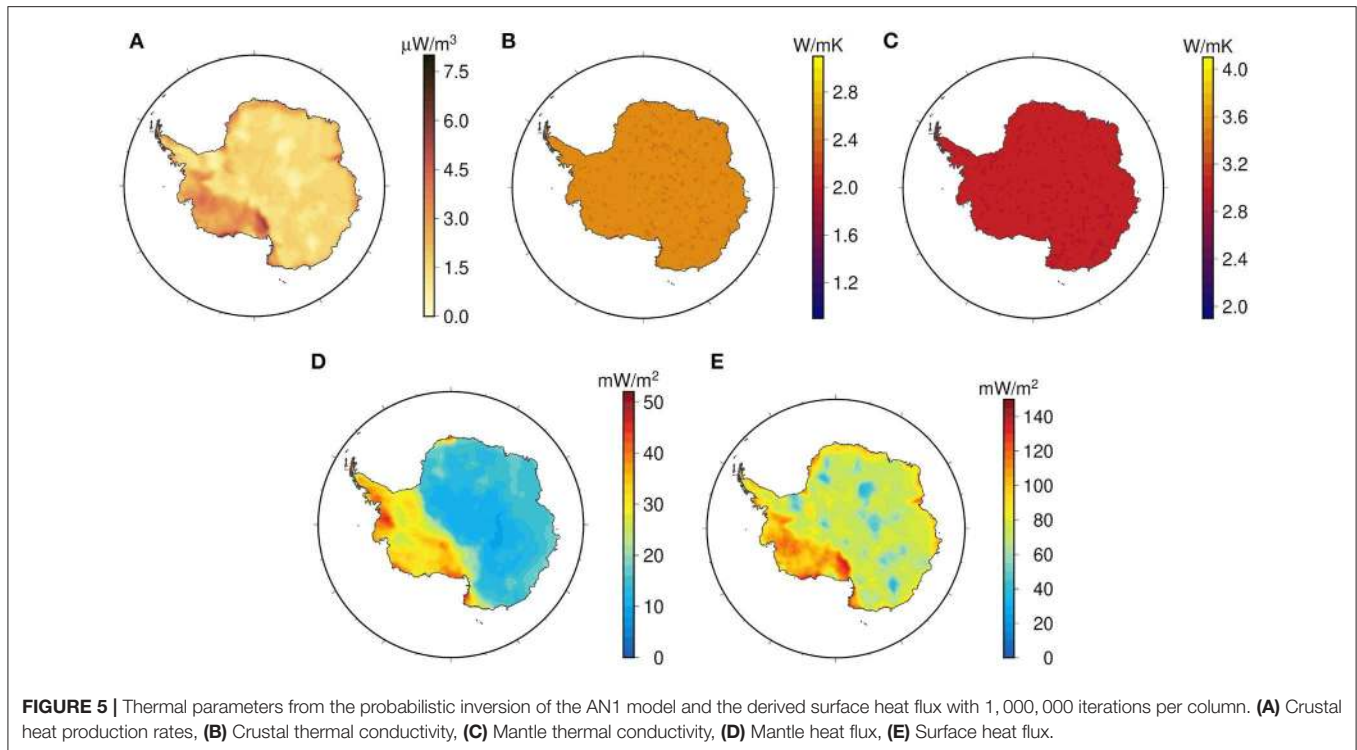 A
μW/m³
7.5
6.0
4.5
3.0
1.5
0.0
B
W/mK
2.8
2.4
2.0
1.6
1.2
C
W/mK
4.0
3.6
3.2
2.8
2.4
2.0
D
mW/m²
50
40
30
20
10
0
E
mW/m²
140
120
100
80
60
40
20
0
FIGURE 5 | Thermal parameters from the probabilistic inversion of the AN1 model and the derived surface heat flux with 1, 000, 000 iterations per column. (A) Crustal
heat production rates, (B) Crustal thermal conductivity, (C) Mantle thermal conductivity, (D) Mantle heat flux, (E) Surface heat flux.